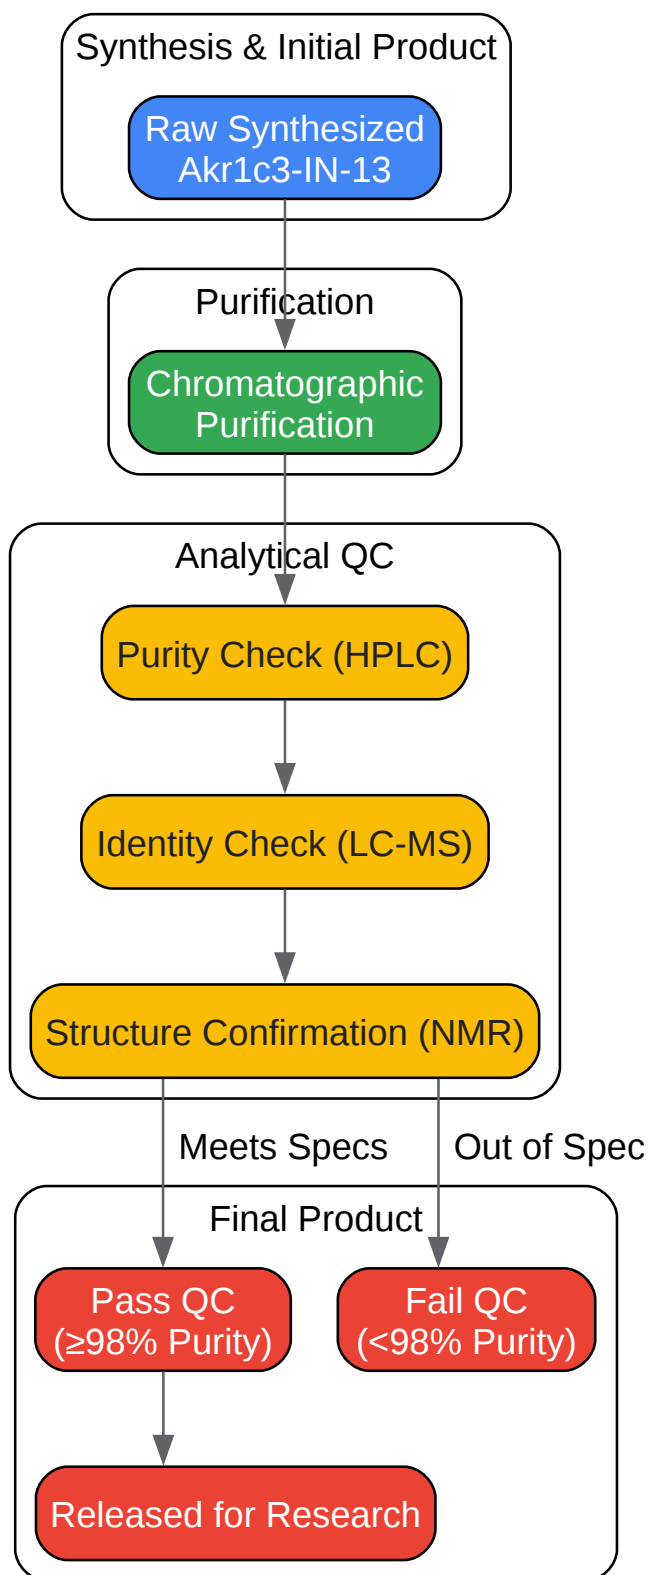 Synthesis & Initial Product
Raw Synthesized
Akr1c3-IN-13
Purification
Chromatographic
Purification
Analytical QC
Purity Check (HPLC)
Identity Check (LC-MS)
Structure Confirmation (NMR)
Meets Specs
Out of Spec
Final Product
Pass QC
(≥98% Purity)
Fail QC
(<98% Purity)
Released for Research